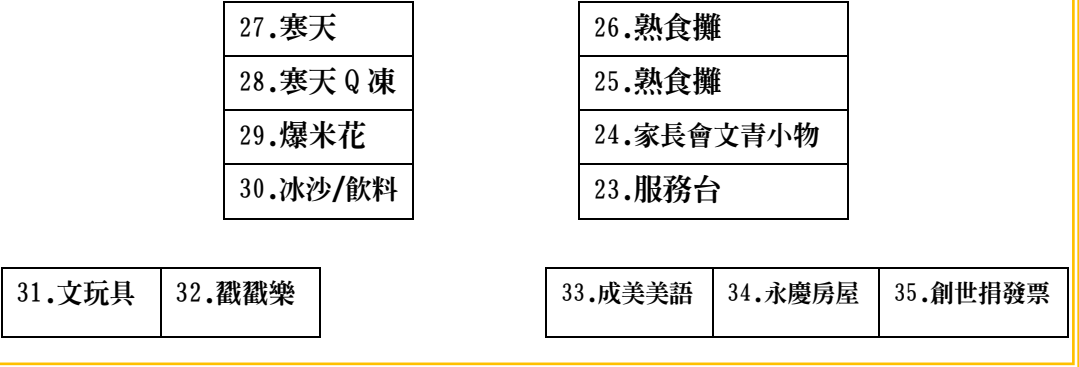 27.寒天
28.寒天 Q 凍
29.爆米花
30.冰沙/飲料
26.熟食攤
25.熟食攤
24.家長會文青小物
23.服務台
31.文玩具
32.戳戳樂
33.成美美語
34.永慶房屋
35.創世捐發票